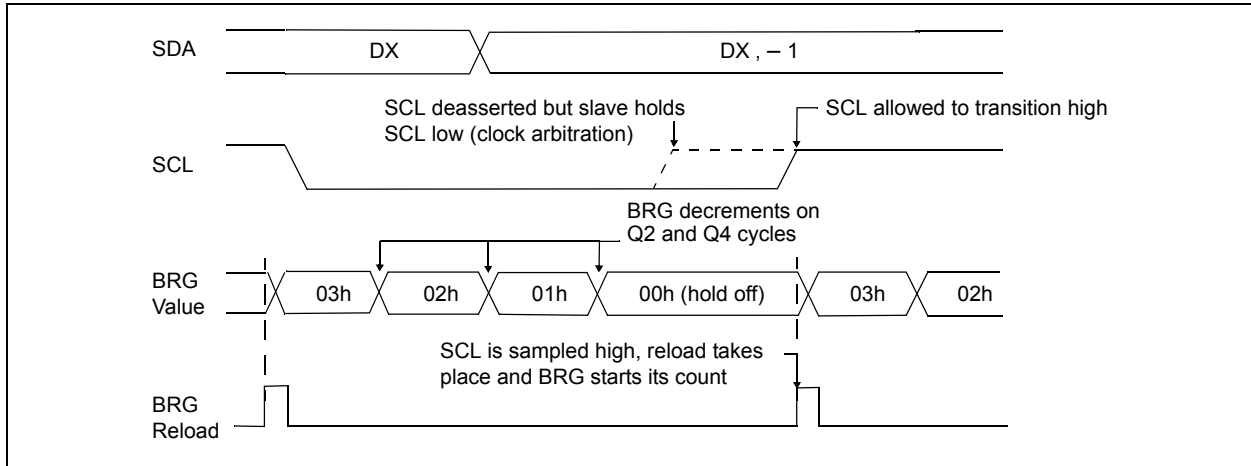 SDA
DX
DX , – 1
SCL deasserted but slave holds
SCL low (clock arbitration)
SCL allowed to transition high
SCL
BRG decrements on
Q2 and Q4 cycles
BRG
Value
03h
02h
01h
00h (hold off)
03h
02h
SCL is sampled high, reload takes
place and BRG starts its count
BRG
Reload